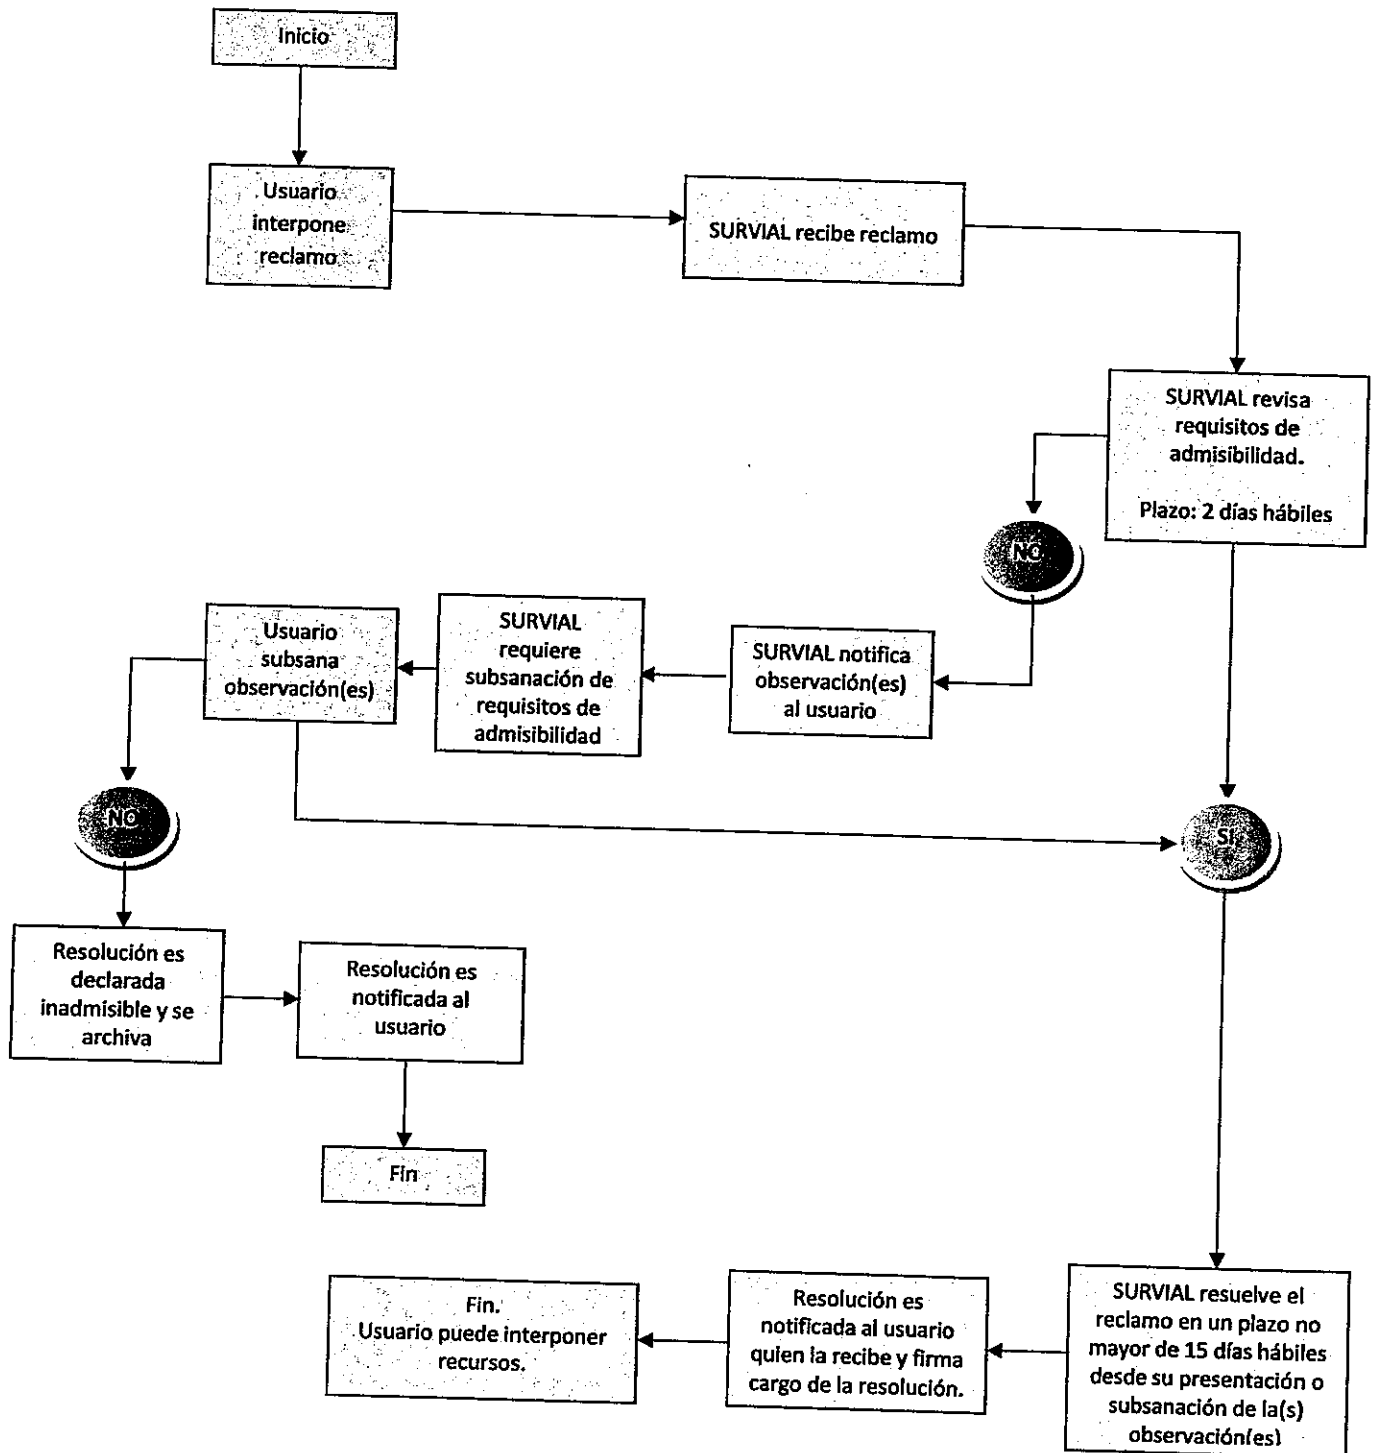 Inicio
Usuario
interpone
reclamo
SURVIAL recibe reclamo
SURVIAL revisa
requisitos de
admisibilidad.
Plazo: 2 días hábiles
NO
SURVIAL notifica
observación(es)
al usuario
SURVIAL
requiere
subsanación de
requisitos de
admisibilidad
Usuario
subsana
observación(es)
NO
SI
Resolución es
declarada
inadmisible y se
archiva
Resolución es
notificada al
usuario
Fin
SURVIAL resuelve el
reclamo en un plazo no
mayor de 15 días hábiles
desde su presentación o
subsanación de la(s)
observación(es)
Resolución es
notificada al usuario
quien la recibe y firma
cargo de la resolución.
Fin.
Usuario puede interponer
recursos.